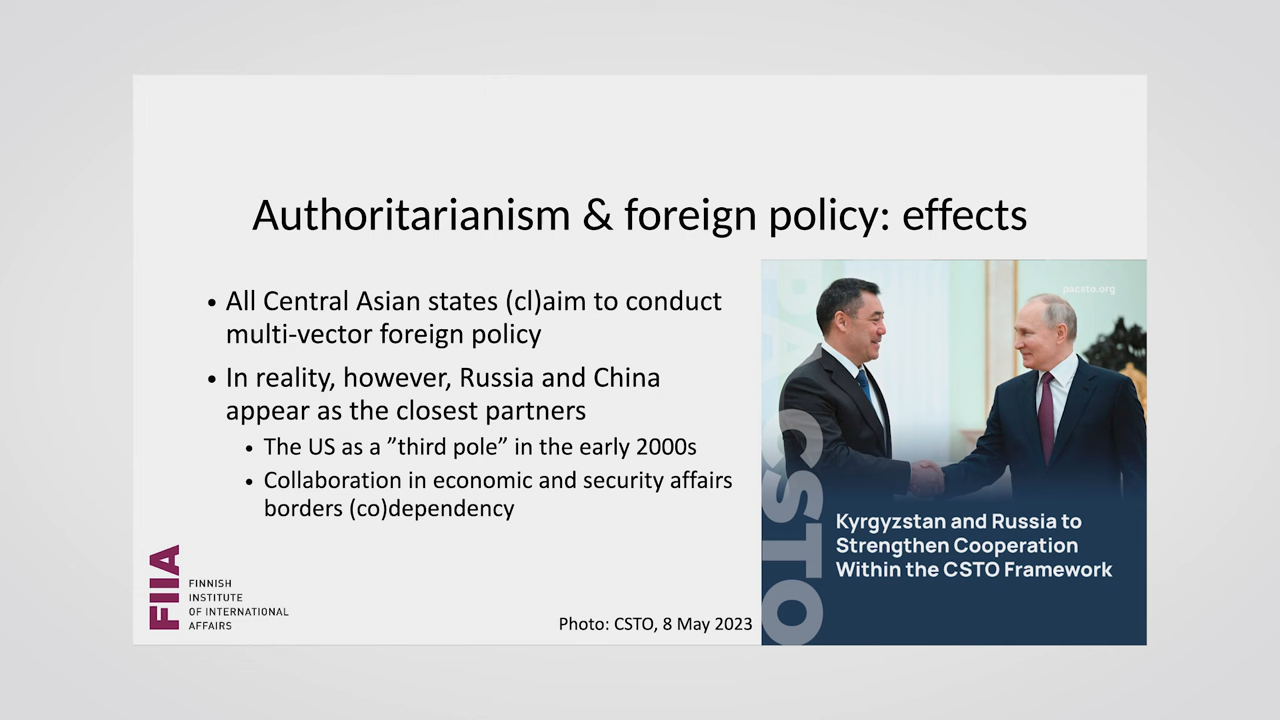 Authoritarianism & foreign policy: effects
• All Central Asian states (cl)aim to conduct
multi-vector foreign policy
• In reality, however, Russia and China
appear as the closest partners
• The US as a ”third pole” in the early 2000s
• Collaboration in economic and security affairs
borders (co)dependency
FIIA
FINNISH
INSTITUTE
OF INTERNATIONAL
AFFAIRS
Photo: CSTO, 8 May 2023
pacsto.org
CSTO
Kyrgyzstan and Russia to
Strengthen Cooperation
Within the CSTO Framework